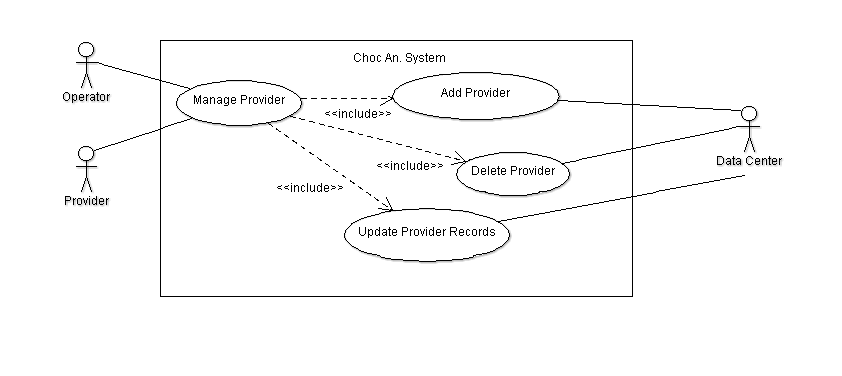 Choc An. System
Operator
Manage Provider
Add Provider
<<include>>
Provider
<<include>>
Delete Provider
Data Center
<<include>>
Update Provider Records